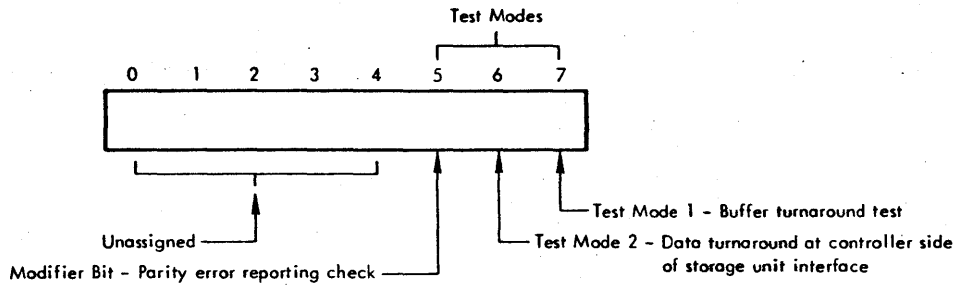 Test Modes
0 1 2 3 4 5 6 7
Test Mode 1 - Buffer turnaround test
Unassigned
Test Mode 2 - Data turnaround at controller side
of storage unit interface
Modifier Bit - Parity error reporting check